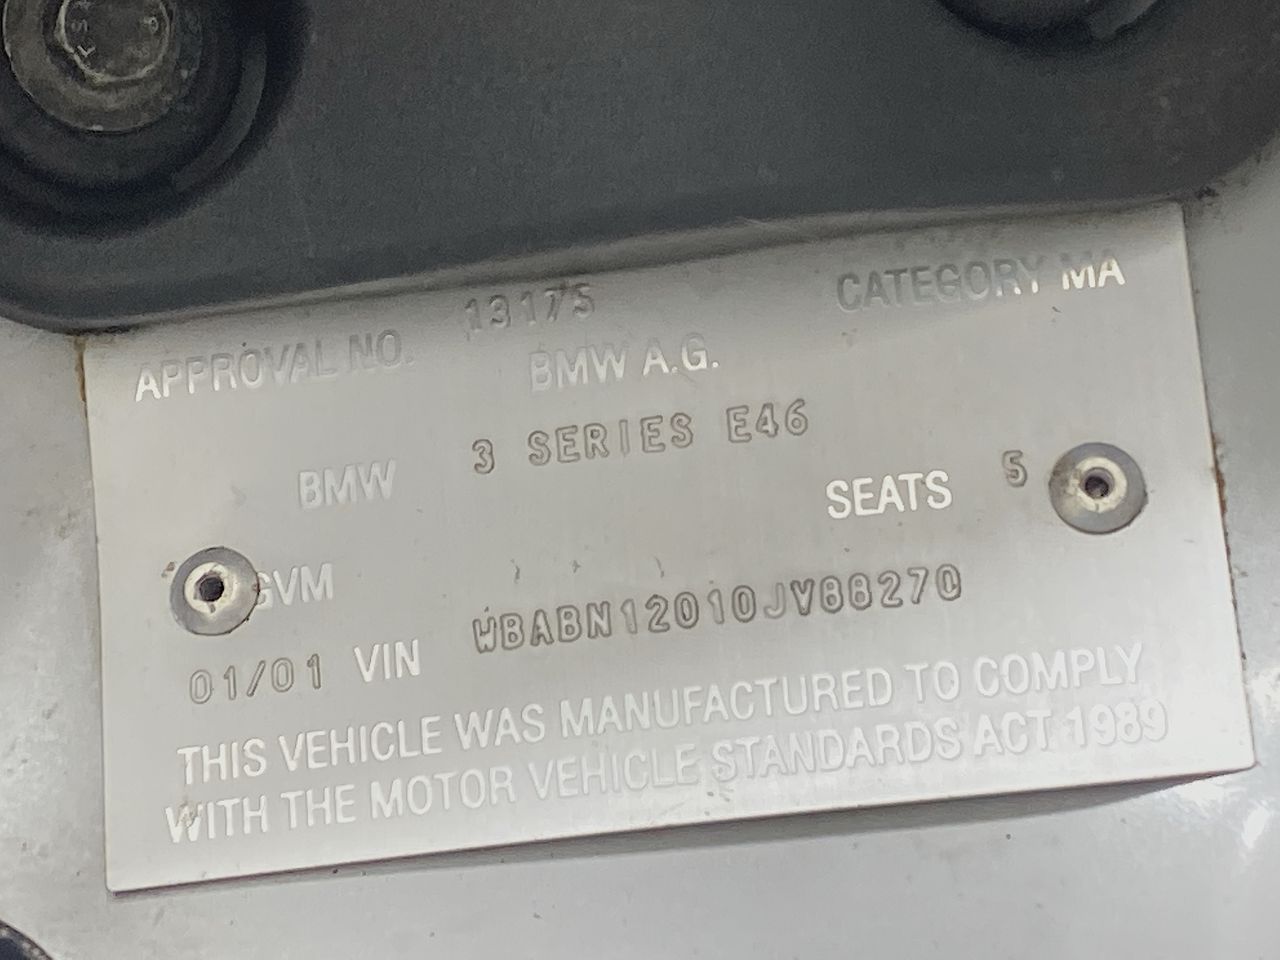 APPROVAL NO. 13175 CATEGORY MA
BMW A.G.
BMW 3 SERIES E46
SEATS 5
GVM
01/01 VIN WBABN12010JV88270
THIS VEHICLE WAS MANUFACTURED TO COMPLY
WITH THE MOTOR VEHICLE STANDARDS ACT 1989